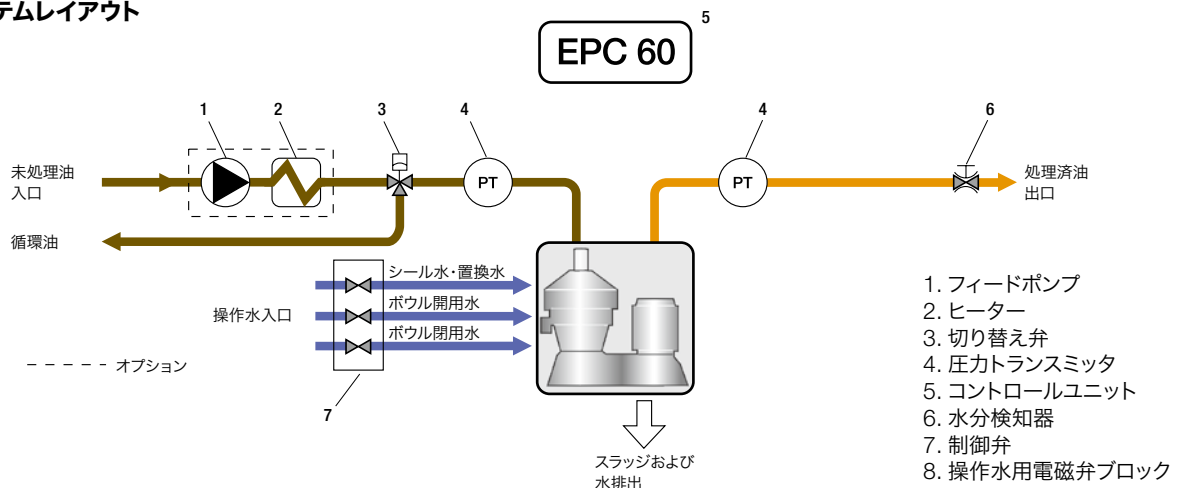 テムレイアウト
5
EPC 60
1
2
3
4
4
6
未処理油
入口
PT
PT
処理済油
出口
循環油
シール水・置換水
操作水入口
ボウル開用水
ボウル閉用水
オプション
7
スラッジおよび
水排出
1. フィードポンプ
2. ヒーター
3. 切り替え弁
4. 圧力トランスミッタ
5. コントロールユニット
6. 水分検知器
7. 制御弁
8. 操作水用電磁弁ブロック